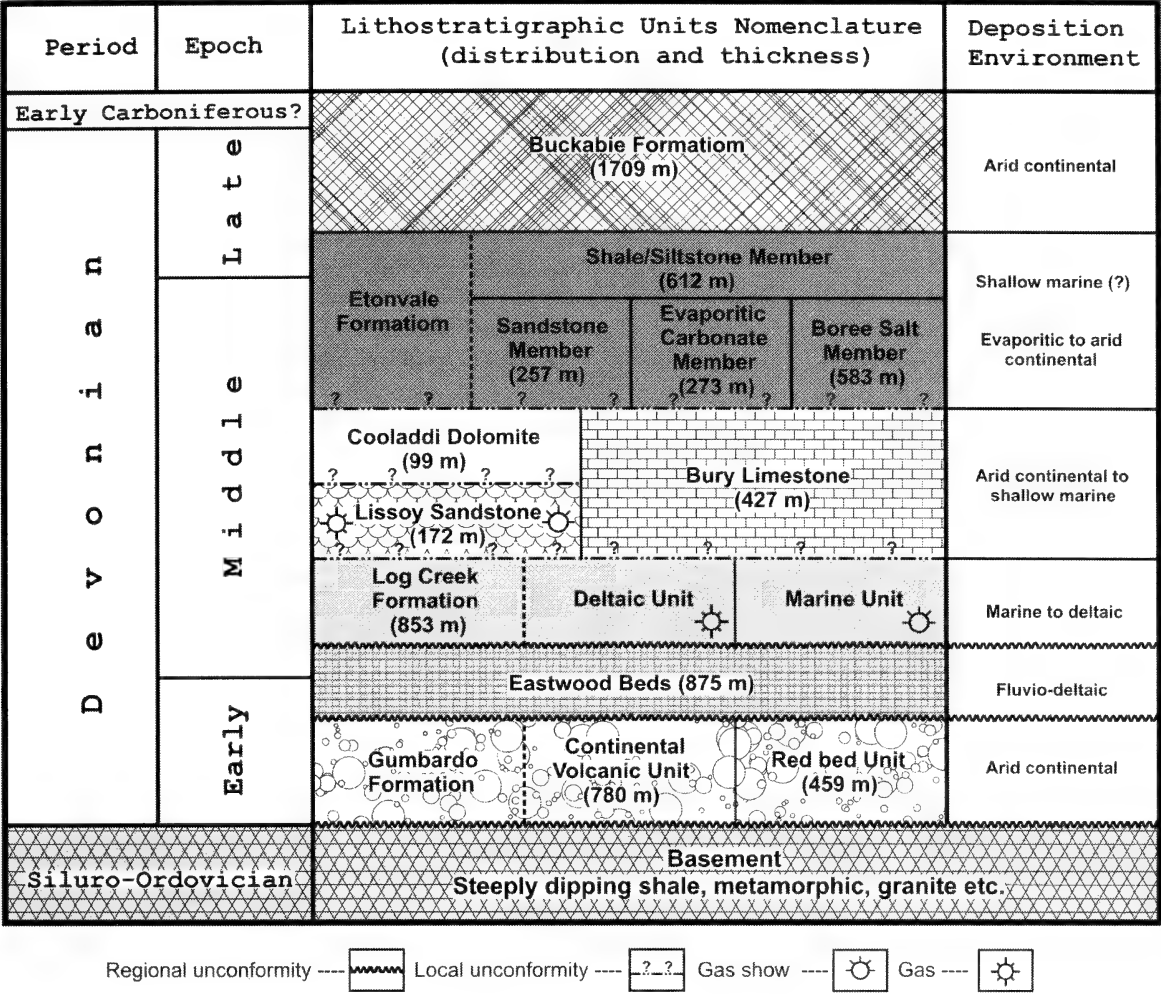 Period
Epoch
Lithostratigraphic Units Nomenclature
(distribution and thickness)
Deposition
Environment
Early Carboniferous?
Devonian
Late
Middle
Early
Buckabie Formatiom
(1709 m)
Arid continental
Etonvale
Formatiom
Shale/Siltstone Member
(612 m)
Sandstone
Member
(257 m)
Evaporitic
Carbonate
Member
(273 m)
Boree Salt
Member
(583 m)
? ? ? ? ? ? ? ?
Shallow marine (?)
Evaporitic to arid
continental
Cooladdi Dolomite
(99 m)
? ? ? ?
Lissoy Sandstone
(172 m)
? ? ? ?
Bury Limestone
(427 m)
? ? ? ?
Arid continental to
shallow marine
Log Creek
Formation
(853 m)
Deltaic Unit
Marine Unit
Marine to deltaic
Eastwood Beds (875 m)
Fluvio-deltaic
Gumbardo
Formation
Continental
Volcanic Unit
(780 m)
Red bed Unit
(459 m)
Arid continental
Siluro-Ordovician
Basement
Steeply dipping shale, metamorphic, granite etc.
Regional unconformity ---- Local unconformity ---- ? ? Gas show ---- Gas ----